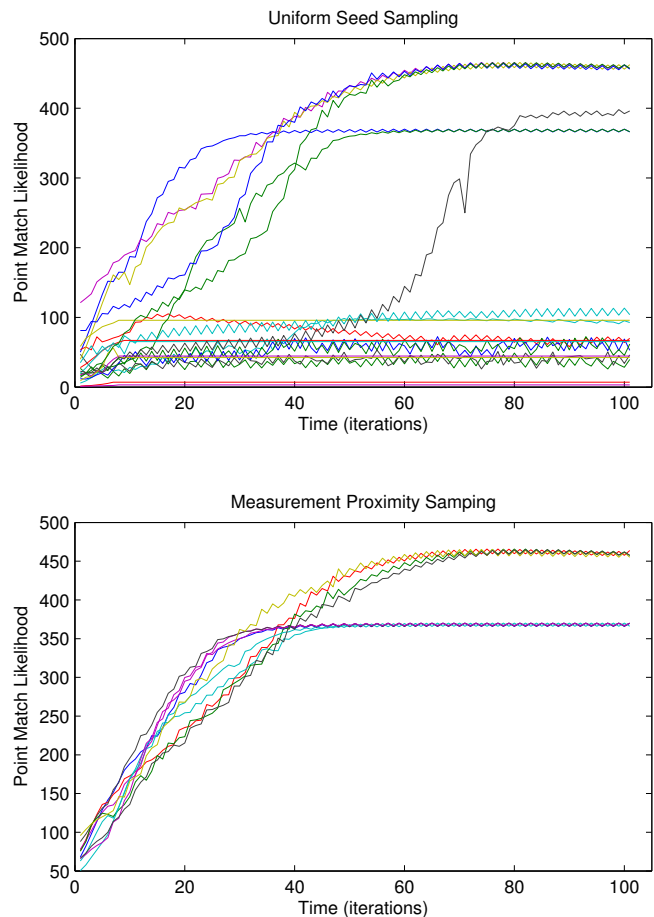 Uniform Seed Sampling
500
400
300
200
100
0
Point Match Likelihood
0 20 40 60 80 100
Time (iterations)
Measurement Proximity Samping
500
450
400
350
300
250
200
150
100
50
Point Match Likelihood
0 20 40 60 80 100
Time (iterations)